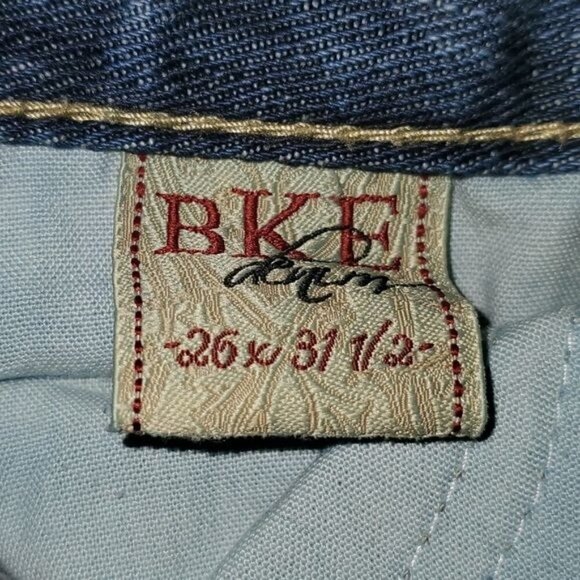 BKE
denim
-26 x 31 1/2-